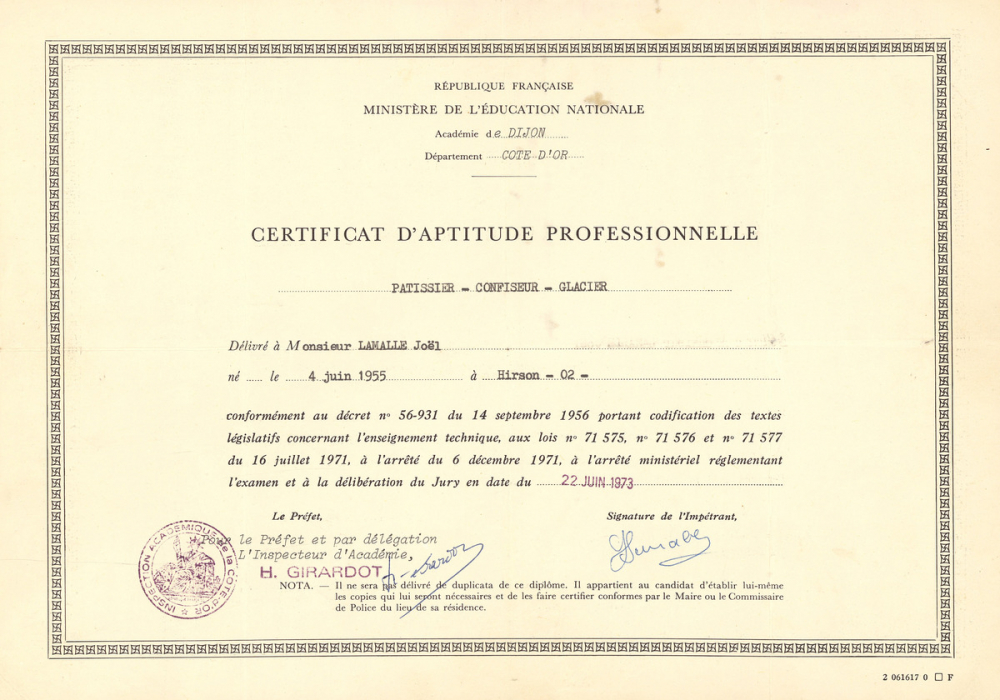 RÉPUBLIQUE FRANÇAISE
MINISTÈRE DE L'ÉDUCATION NATIONALE
Académie de DIJON
Département COTE D'OR
CERTIFICAT D'APTITUDE PROFESSIONNELLE
PATISSIER - CONFISEUR - GLACIER
Délivré à Monsieur LAMALLE Joël
né le 4 juin 1955 à Hirson - 02 -
conformément au décret nº 56-931 du 14 septembre 1956 portant codification des textes
législatifs concernant l'enseignement technique, aux lois nº 71 575, nº 71 576 et nº 71 577
du 16 juillet 1971, à l'arrêté du 6 décembre 1971, à l'arrêté ministériel réglementant
l'examen et à la délibération du Jury en date du 22 JUIN 1973
Le Préfet, Signature de l'Impétrant,
Pour le Préfet et par délégation
L'Inspecteur d'Académie,
H. GIRARDOT
INSPECTION ACADÉMIQUE de la CÔTE-D'OR
NOTA. — Il ne sera pas délivré de duplicata de ce diplôme. Il appartient au candidat d'établir lui-même
les copies qui lui seront nécessaires et de les faire certifier conformes par le Maire ou le Commissaire
de Police du lieu de sa résidence.
2 061617 0 □ F